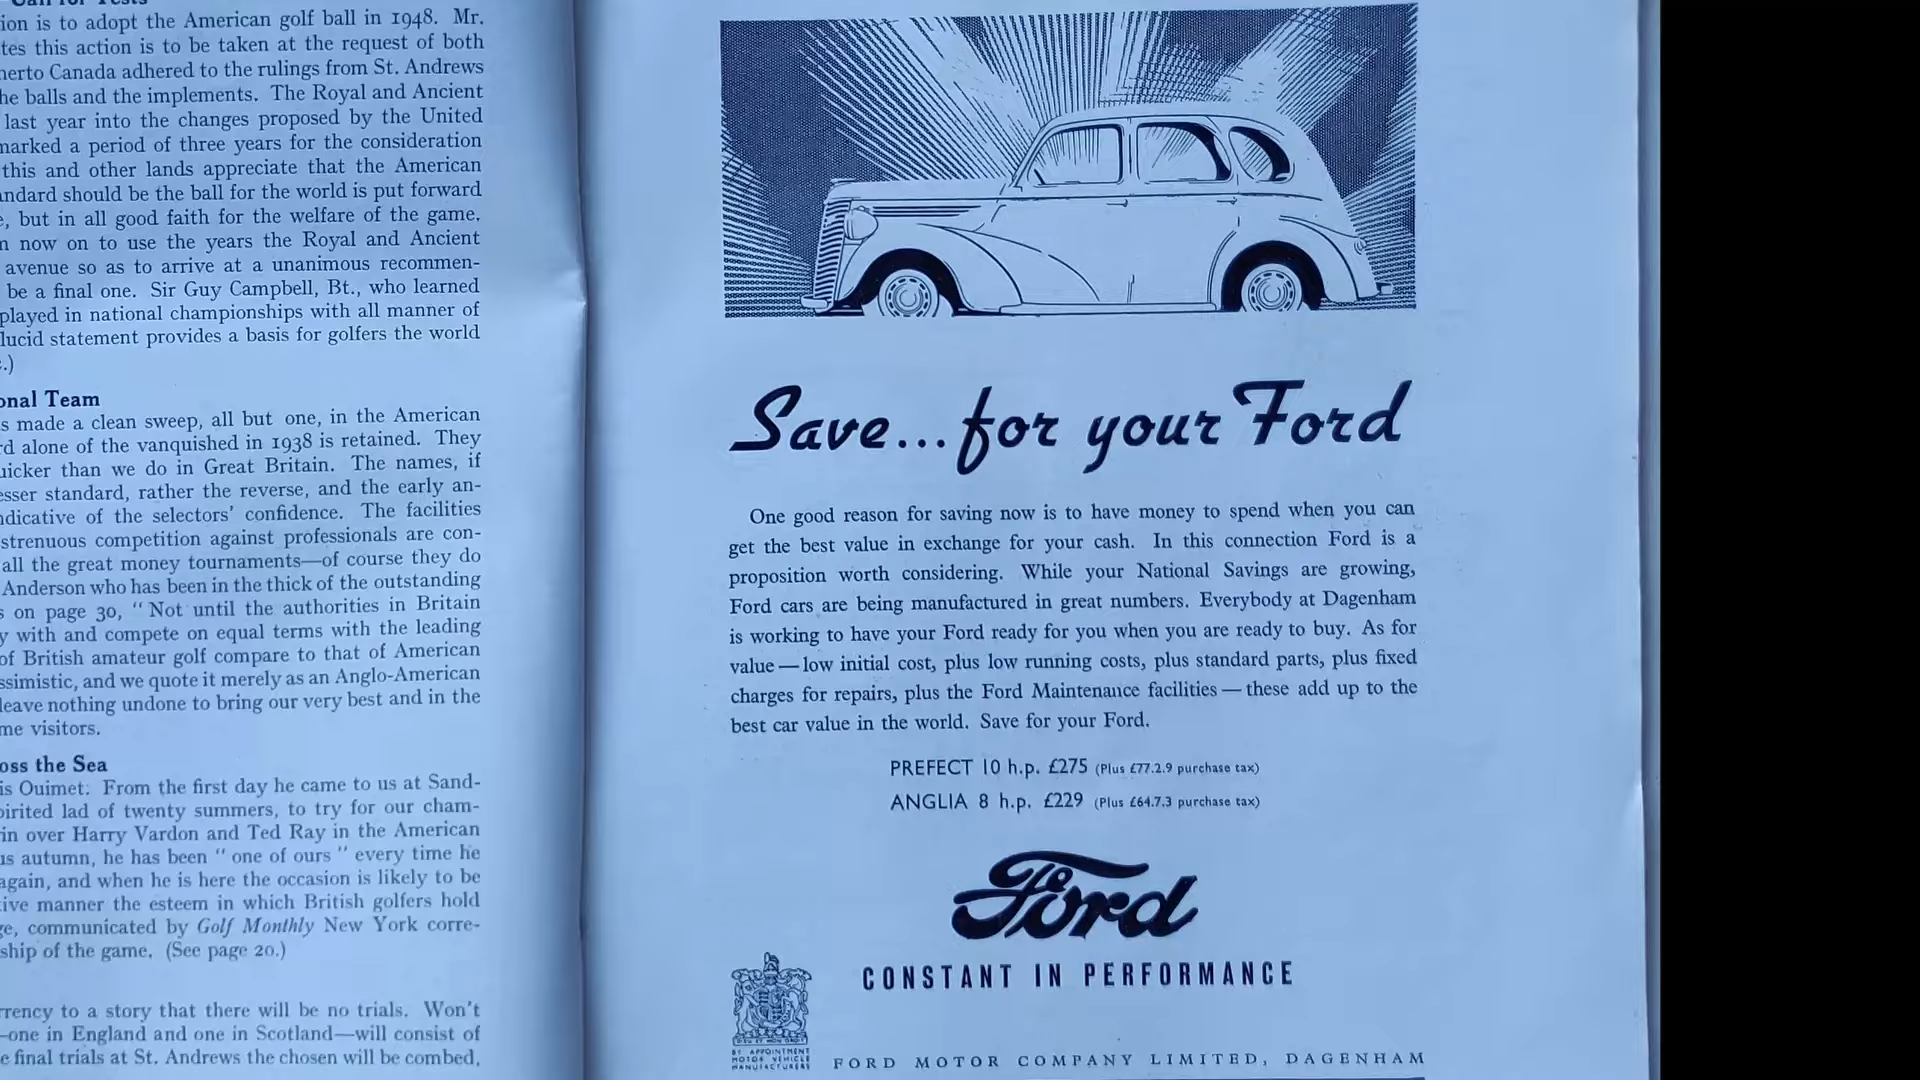 ion is to adopt the American golf ball in 1948. Mr.
tes this action is to be taken at the request of both
herto Canada adhered to the rulings from St. Andrews
he balls and the implements. The Royal and Ancient
last year into the changes proposed by the United
marked a period of three years for the consideration
this and other lands appreciate that the American
andard should be the ball for the world is put forward
e, but in all good faith for the welfare of the game.
n now on to use the years the Royal and Ancient
avenue so as to arrive at a unanimous recommen-
be a final one. Sir Guy Campbell, Bt., who learned
played in national championships with all manner of
lucid statement provides a basis for golfers the world
.)
onal Team
s made a clean sweep, all but one, in the American
rd alone of the vanquished in 1938 is retained. They
uicker than we do in Great Britain. The names, if
esser standard, rather the reverse, and the early an-
ndicative of the selectors' confidence. The facilities
strenuous competition against professionals are con-
all the great money tournaments—of course they do
Anderson who has been in the thick of the outstanding
s on page 30, "Not until the authorities in Britain
y with and compete on equal terms with the leading
of British amateur golf compare to that of American
ssimistic, and we quote it merely as an Anglo-American
leave nothing undone to bring our very best and in the
me visitors.
oss the Sea
is Ouimet: From the first day he came to us at Sand-
pirited lad of twenty summers, to try for our cham-
in over Harry Vardon and Ted Ray in the American
us autumn, he has been "one of ours" every time he
again, and when he is here the occasion is likely to be
tive manner the esteem in which British golfers hold
ge, communicated by Golf Monthly New York corre-
ship of the game. (See page 20.)
rrency to a story that there will be no trials. Won't
—one in England and one in Scotland—will consist of
e final trials at St. Andrews the chosen will be combed,
Save... for your Ford
One good reason for saving now is to have money to spend when you can
get the best value in exchange for your cash. In this connection Ford is a
proposition worth considering. While your National Savings are growing,
Ford cars are being manufactured in great numbers. Everybody at Dagenham
is working to have your Ford ready for you when you are ready to buy. As for
value—low initial cost, plus low running costs, plus standard parts, plus fixed
charges for repairs, plus the Ford Maintenance facilities—these add up to the
best car value in the world. Save for your Ford.
PREFECT 10 h.p. £275 (Plus £77.2.9 purchase tax)
ANGLIA 8 h.p. £229 (Plus £64.7.3 purchase tax)
Ford
CONSTANT IN PERFORMANCE
BY APPOINTMENT
MOTOR VEHICLE
MANUFACTURERS
FORD MOTOR COMPANY LIMITED, DAGENHAM